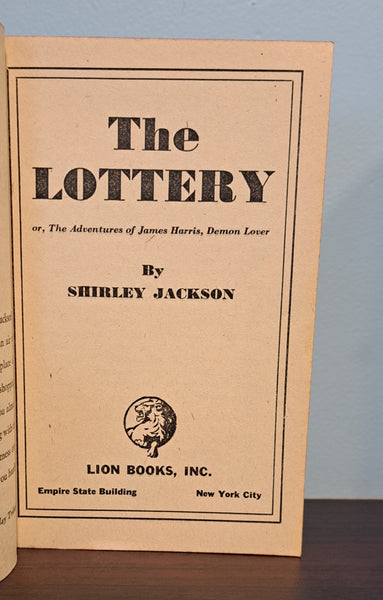 The
LOTTERY
or, The Adventures of James Harris, Demon Lover
By
SHIRLEY JACKSON
LION BOOKS, INC.
Empire State Building New York City